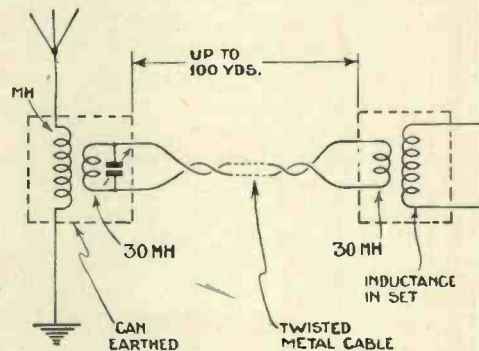 UP TO
100 YDS.
MH
30 MH
30 MH
INDUCTANCE
IN SET
CAN
EARTHED
TWISTED
METAL CABLE